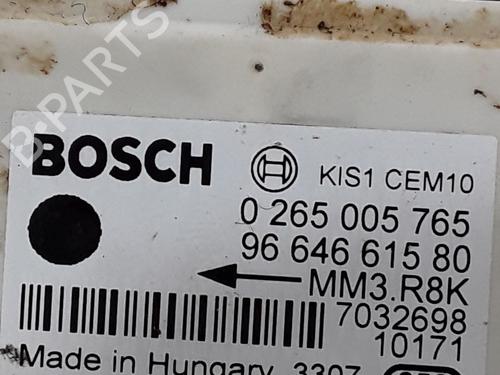 B-PARTS
BOSCH KIS1 CEM10
0 265 005 765
96 646 615 80
MM3.R8K
7032698
10171
Made in Hungary 3307